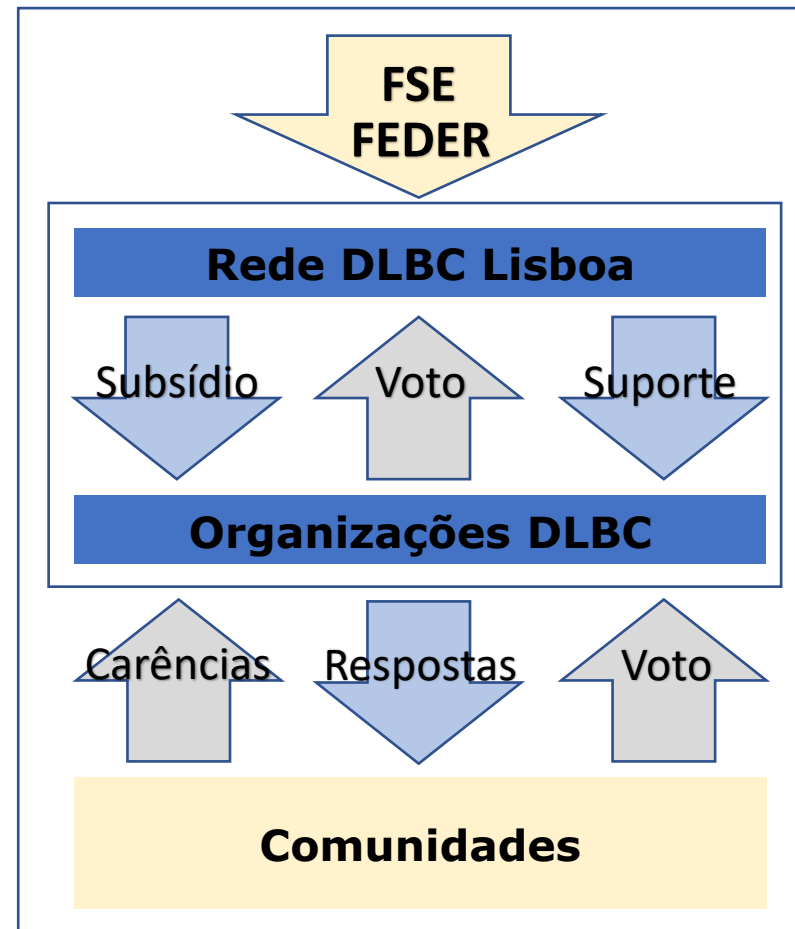 FSE
FEDER
Rede DLBC Lisboa
Subsídio Voto Suporte
Organizações DLBC
Carências Respostas Voto
Comunidades